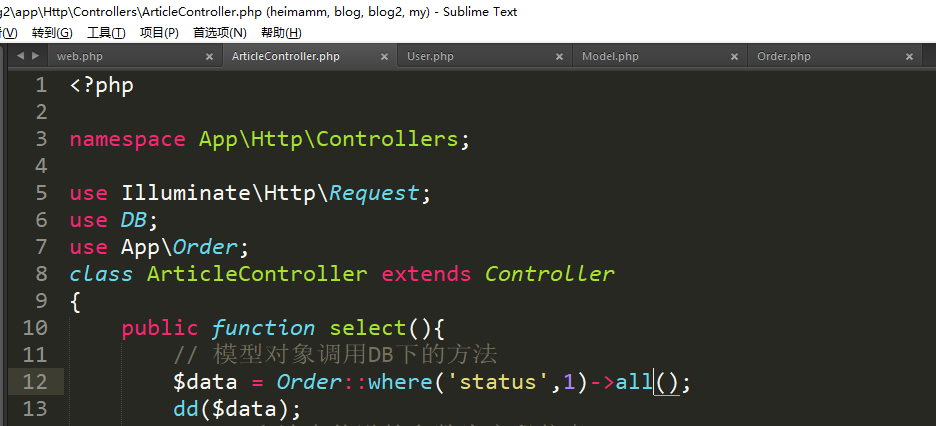 g2\app\Http\Controllers\ArticleController.php (heimamm, blog, blog2, my) - Sublime Text
(V) 转到(G) 工具(T) 项目(P) 首选项(N) 帮助(H)
web.php × ArticleController.php × User.php × Model.php × Order.php ×
1 <?php
2
3 namespace App\Http\Controllers;
4
5 use Illuminate\Http\Request;
6 use DB;
7 use App\Order;
8 class ArticleController extends Controller
9 {
10 public function select(){
11 // 模型对象调用DB下的方法
12 $data = Order::where('status',1)->all();
13 dd($data);